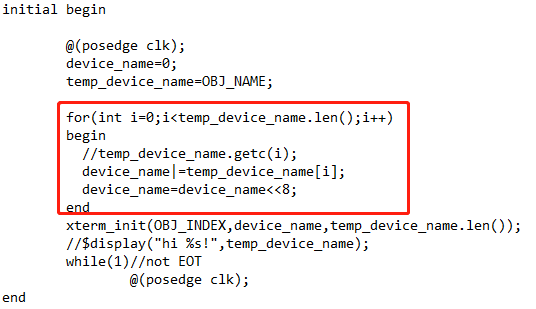 initial begin
@(posedge clk);
device_name=0;
temp_device_name=OBJ_NAME;
for(int i=0;i<temp_device_name.len();i++)
begin
//temp_device_name.getc(i);
device_name|=temp_device_name[i];
device_name=device_name<<8;
end
xterm_init(OBJ_INDEX,device_name,temp_device_name.len());
//$display("hi %s!",temp_device_name);
while(1)//not EOT
@(posedge clk);
end